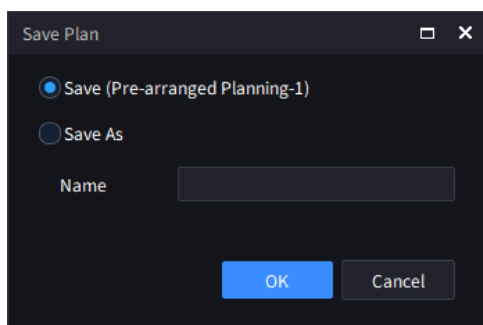 Save Plan
Save (Pre-arranged Planning-1)
Save As
Name
OK Cancel